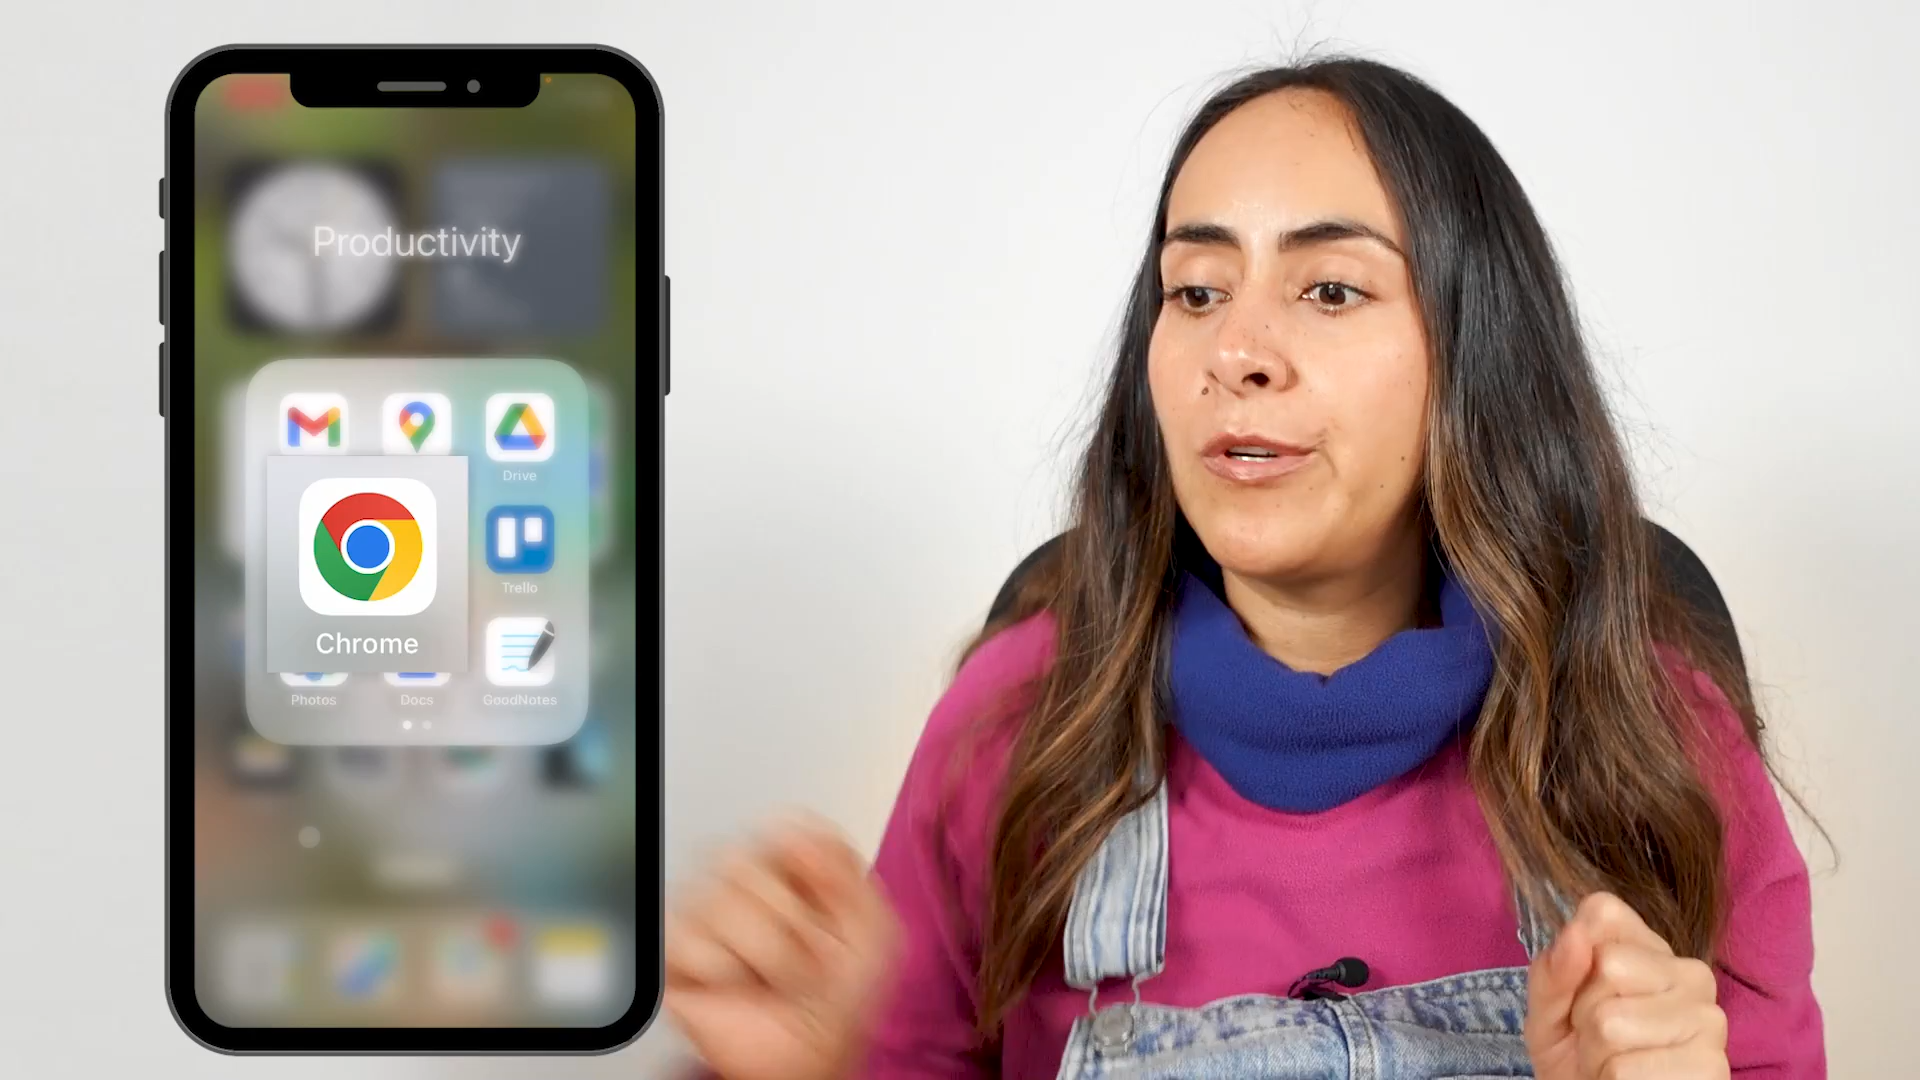 Productivity
Drive
Chrome
Trello
Photos
Docs
GoodNotes